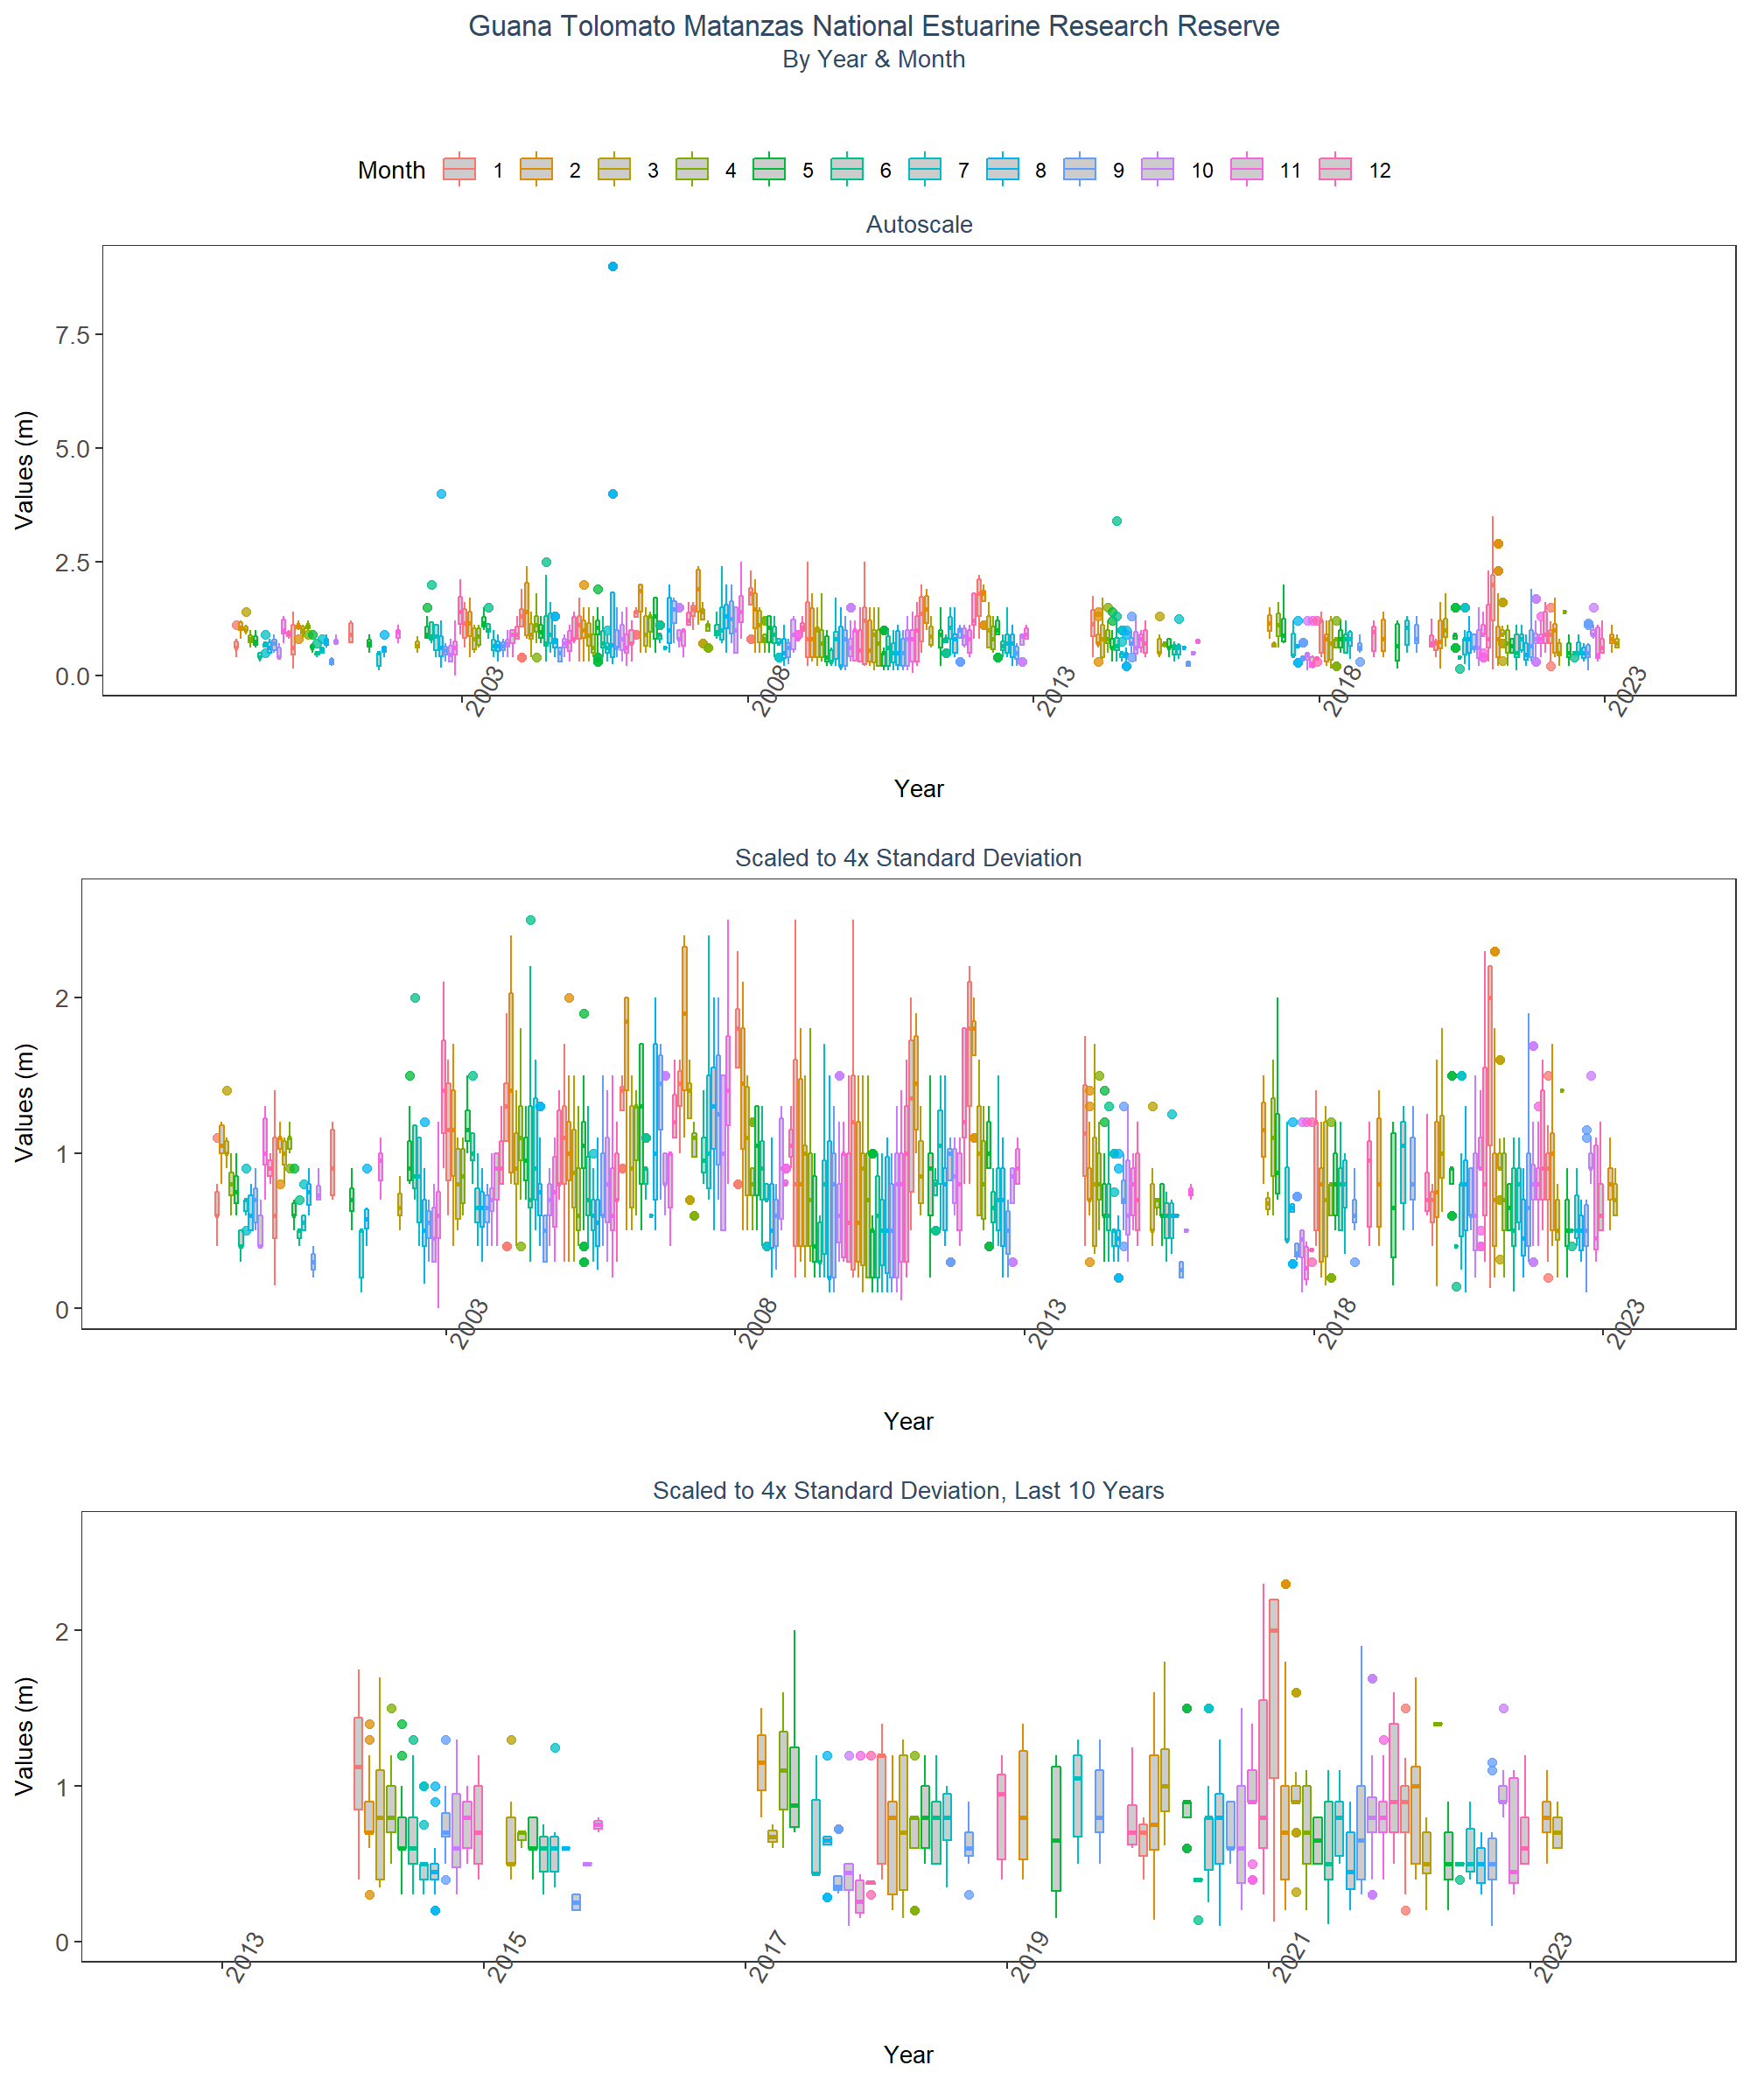 Guana Tolomato Matanzas National Estuarine Research Reserve
By Year & Month
Month 1 2 3 4 5 6 7 8 9 10 11 12
Autoscale
Values (m)
7.5
5.0
2.5
0.0
2003 2008 2013 2018 2023
Year
Scaled to 4x Standard Deviation
Values (m)
2
1
0
2003 2008 2013 2018 2023
Year
Scaled to 4x Standard Deviation, Last 10 Years
Values (m)
2
1
0
2013 2015 2017 2019 2021 2023
Year